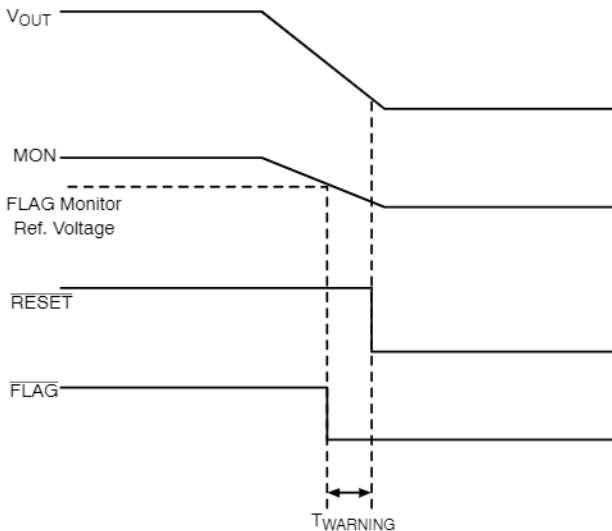 VOUT
MON
FLAG Monitor
Ref. Voltage
RESET
FLAG
TWARNING